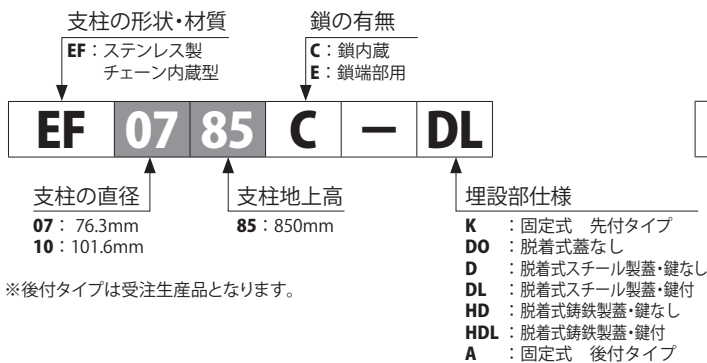 支柱の形状・材質
EF：ステンレス製
チェーン内蔵型
鎖の有無
C：鎖内蔵
E：鎖端部用
EF 07 85 C － DL
支柱の直径
07： 76.3mm
10：101.6mm
支柱地上高
85：850mm
埋設部仕様
K ：固定式　先付タイプ
DO ：脱着式蓋なし
D ：脱着式スチール製蓋・鍵なし
DL ：脱着式スチール製蓋・鍵付
HD ：脱着式鋳鉄製蓋・鍵なし
HDL ：脱着式鋳鉄製蓋・鍵付
A ：固定式　後付タイプ
※後付タイプは受注生産品となります。